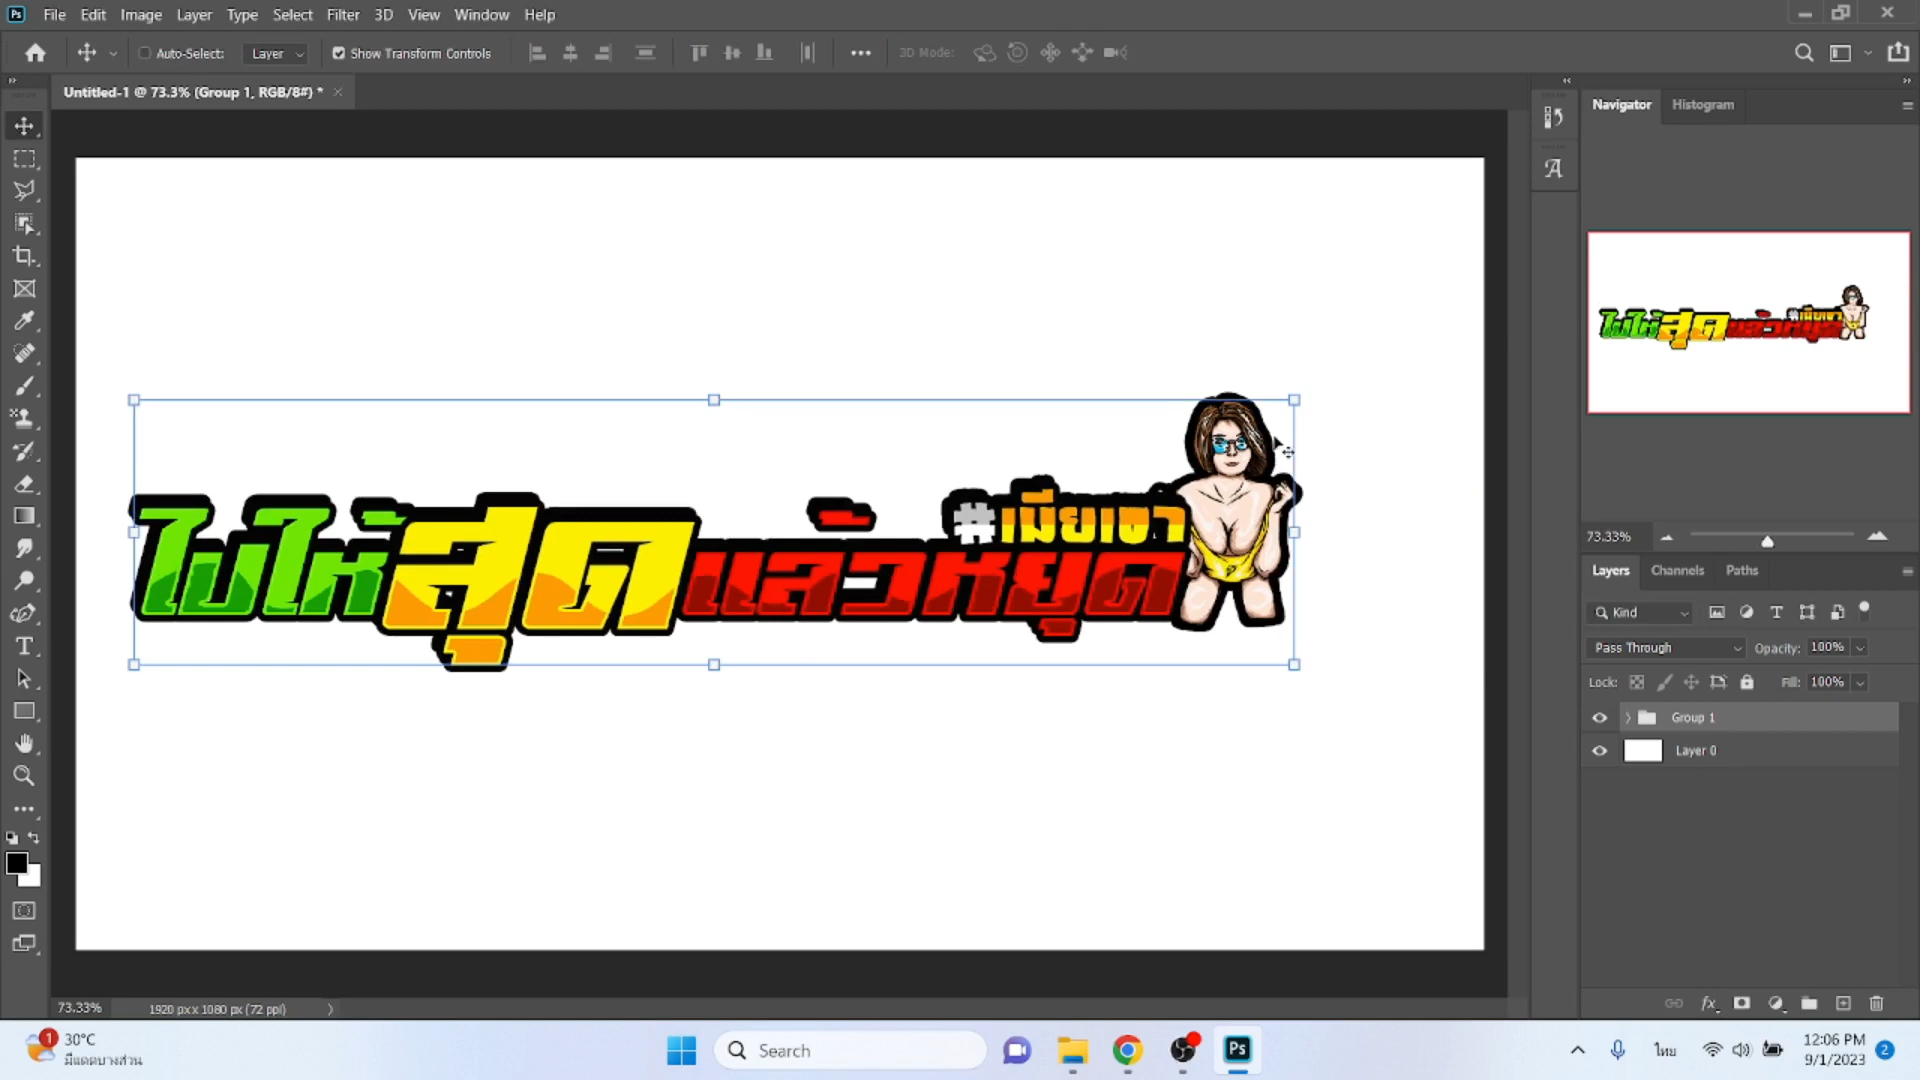 Ps File Edit Image Layer Type Select Filter 3D View Window Help
Auto-Select: Layer Show Transform Controls 3D Mode:
Untitled-1 @ 73.3% (Group 1, RGB/8#) *
Navigator Histogram
#เมียเขา
ไปให้สุดแล้วหยุด
73.33%
Layers Channels Paths
Kind
Pass Through Opacity: 100%
Lock: Fill: 100%
Group 1
Layer 0
73.33% 1920 px x 1080 px (72 ppi)
1 30°C
มีแดดบางส่วน
Search
Ps
ไทย
12:06 PM
9/1/2023
2